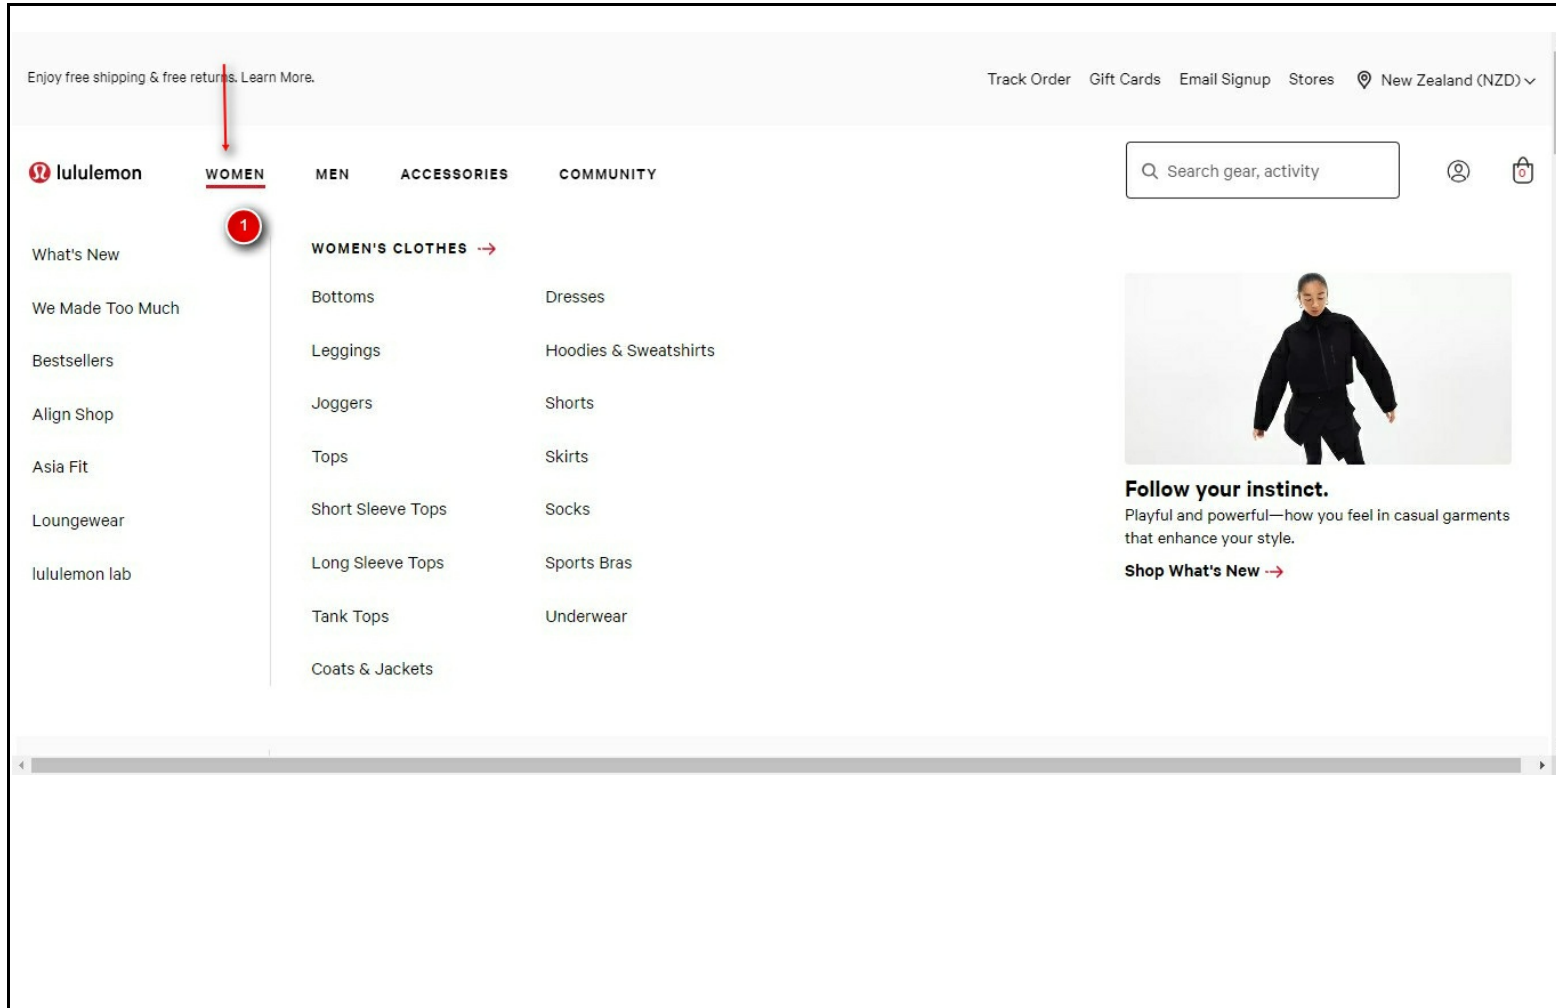 Enjoy free shipping & free returns. Learn More.
Track Order Gift Cards Email Signup Stores New Zealand (NZD)
lululemon WOMEN MEN ACCESSORIES COMMUNITY Search gear, activity 0
1
What's New
We Made Too Much
Bestsellers
Align Shop
Asia Fit
Loungewear
lululemon lab
WOMEN'S CLOTHES
Bottoms
Leggings
Joggers
Tops
Short Sleeve Tops
Long Sleeve Tops
Tank Tops
Coats & Jackets
Dresses
Hoodies & Sweatshirts
Shorts
Skirts
Socks
Sports Bras
Underwear
Follow your instinct.
Playful and powerful—how you feel in casual garments
that enhance your style.
Shop What's New